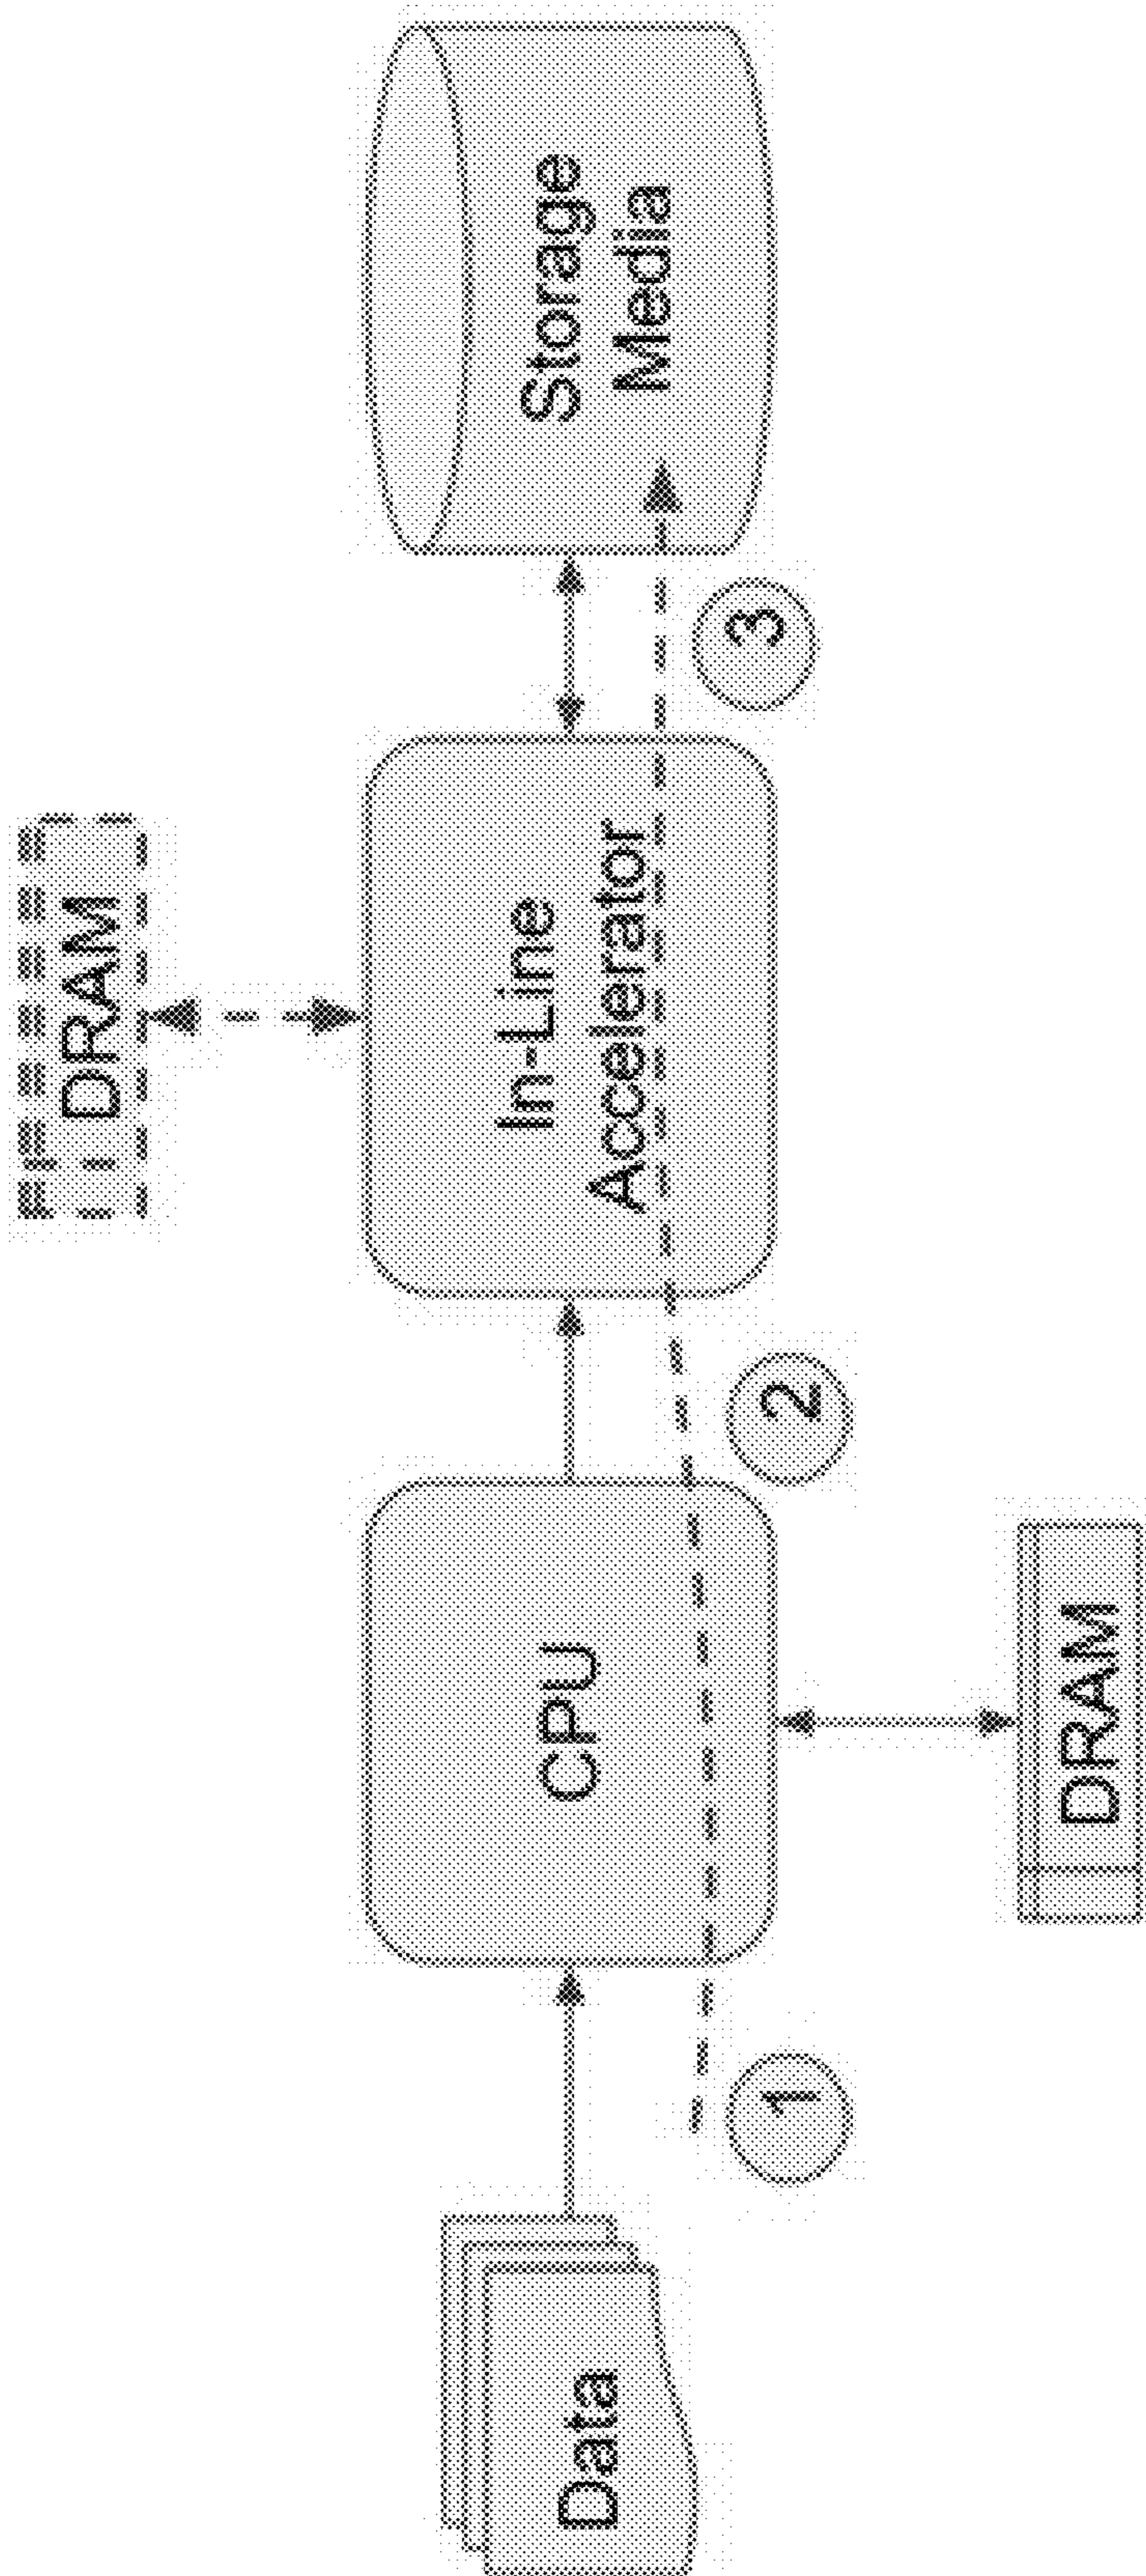 DRAM
Data
CPU
In-Line
Accelerator
Storage
Media
1
2
3
DRAM